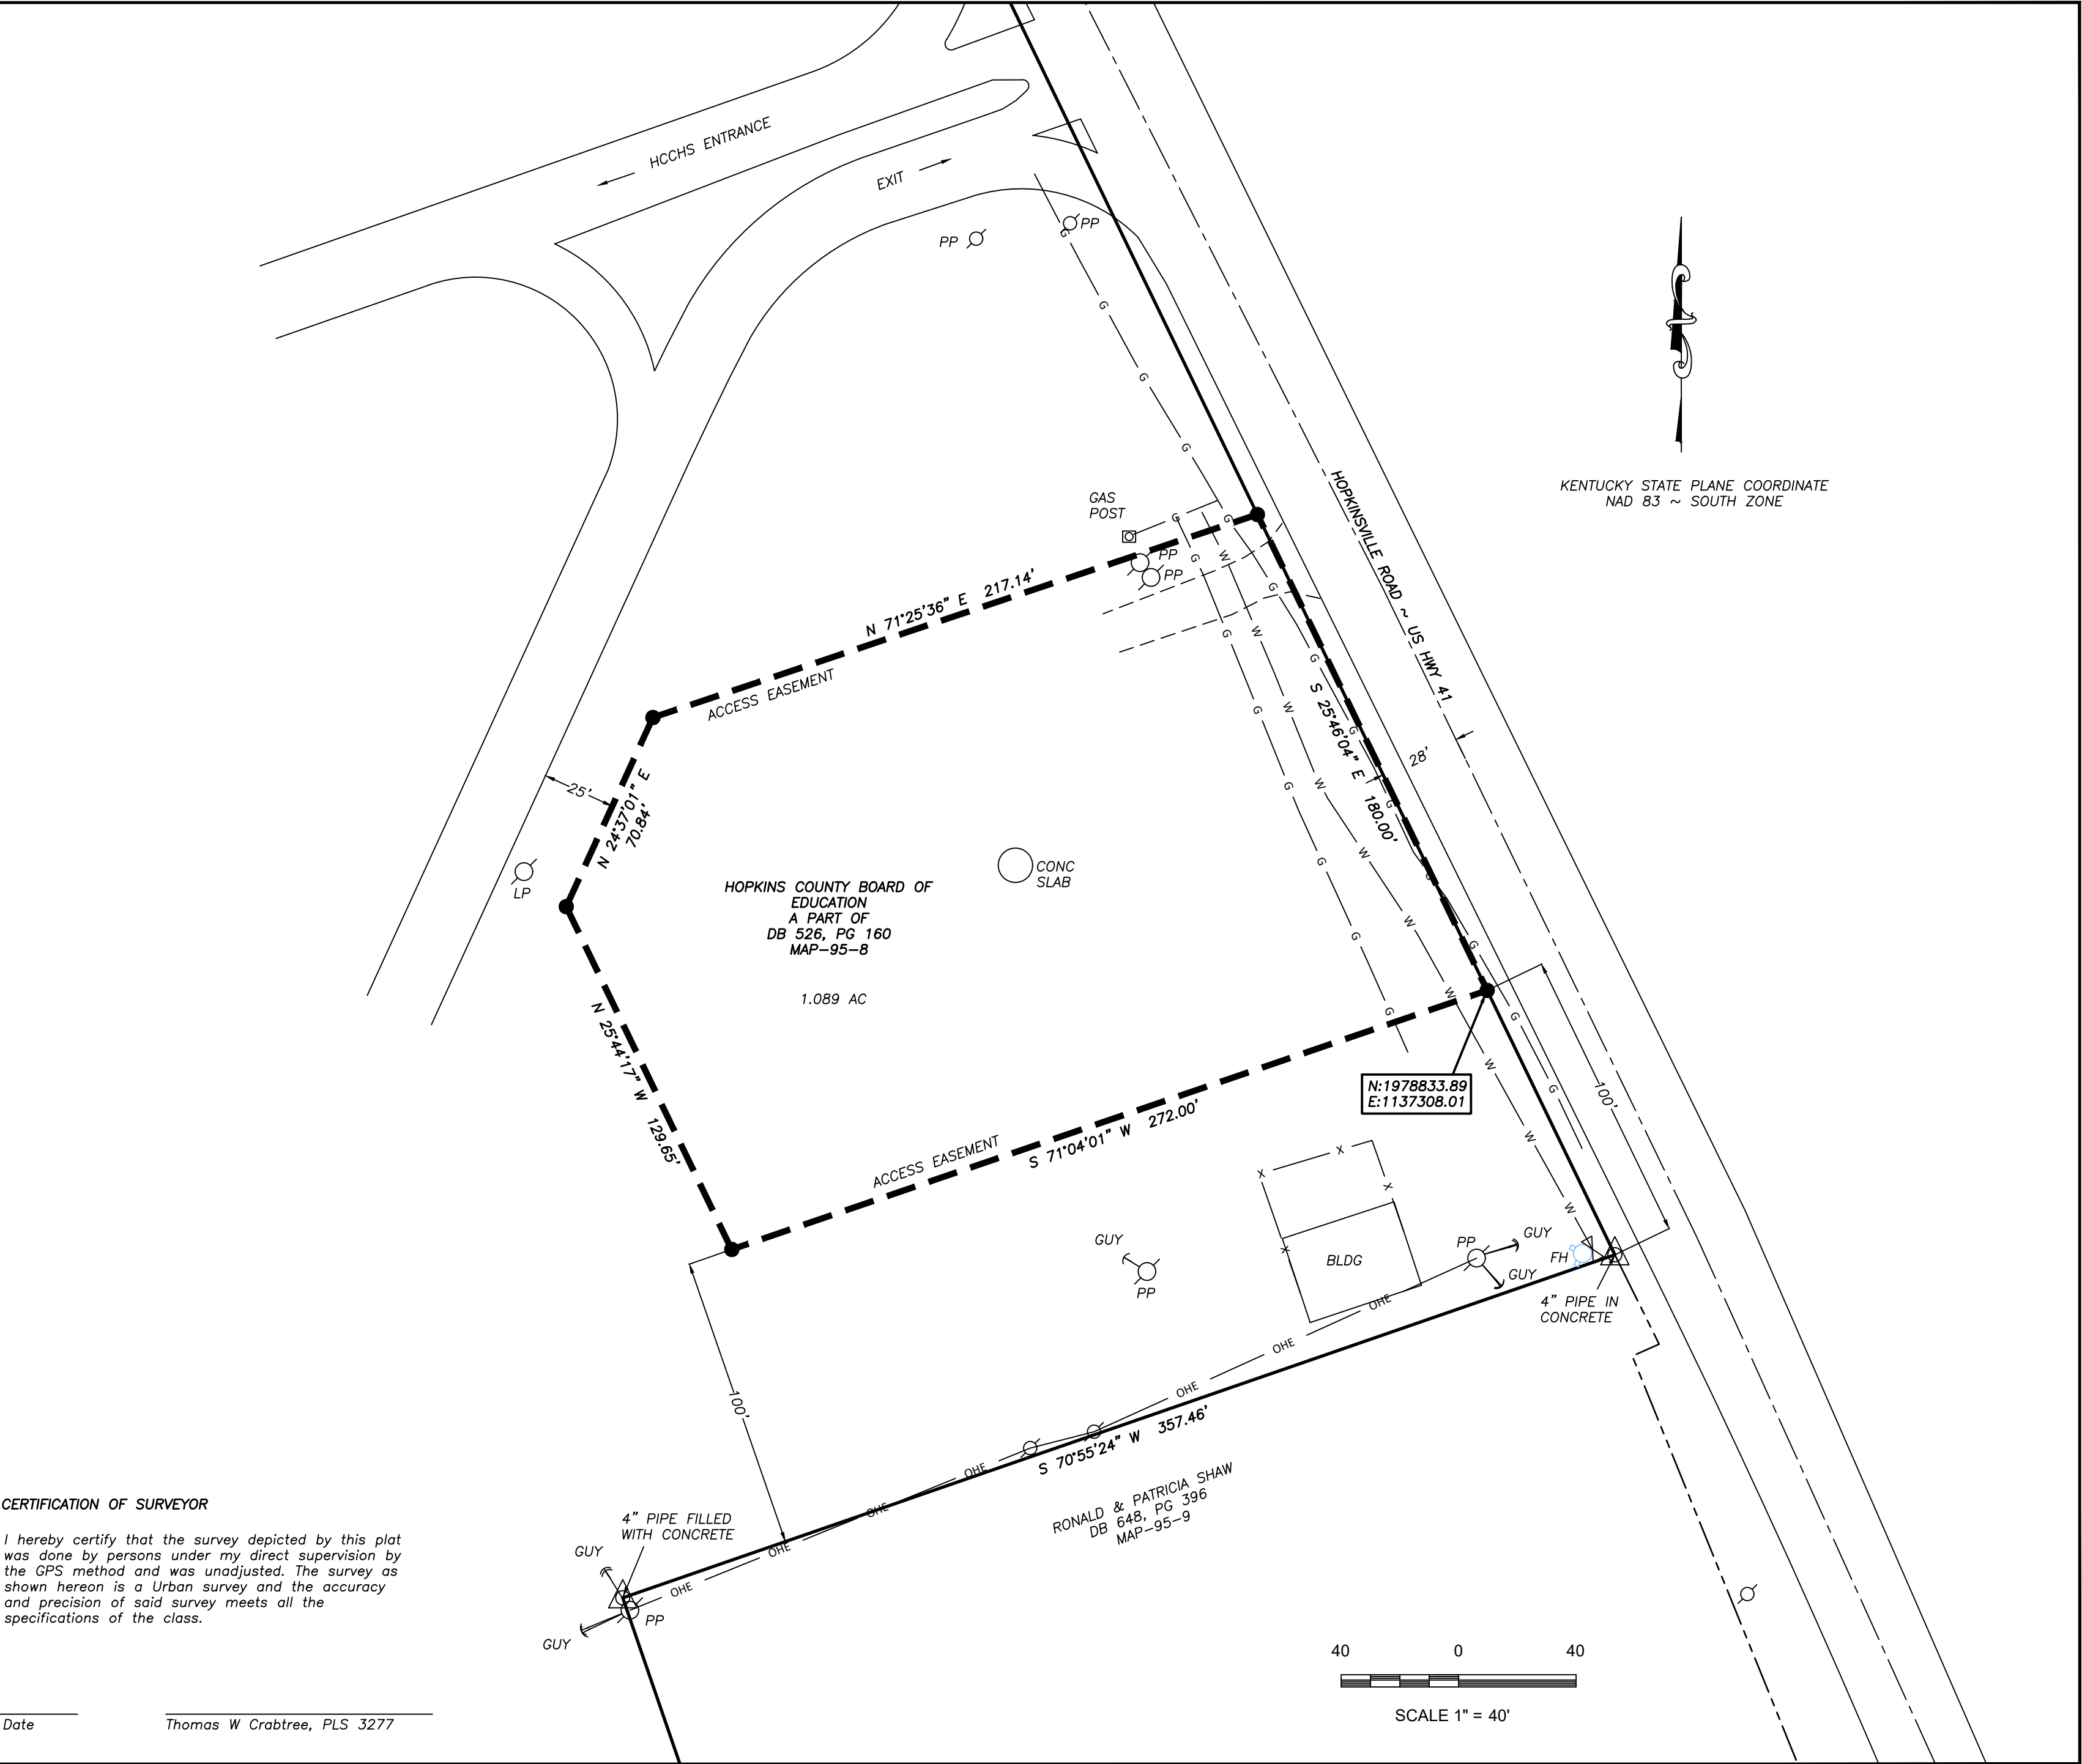 HCCHS ENTRANCE
EXIT
PP
PP
G
G
G
G
KENTUCKY STATE PLANE COORDINATE
NAD 83 ~ SOUTH ZONE
HOPKINSVILLE ROAD ~ US HWY 41
GAS
POST
G
G
G
W
PP
PP
G
N 71°25'36" E 217.14'
G
W
G
ACCESS EASEMENT
S 25°46'04" E 180.00'
G
W
G
28'
25'
N 24°37'01" E
70.84'
G
W
G
G
W
CONC
SLAB
LP
G
HOPKINS COUNTY BOARD OF
EDUCATION
A PART OF
DB 526, PG 160
MAP-95-8
W
G
G
1.089 AC
W
G
G
N 25°44'17" W 129.65'
W
G
100'
N:1978833.89
E:1137308.01
S 71°04'01" W 272.00'
ACCESS EASEMENT
W
X
X
X
X
W
GUY
PP
BLDG
PP
GUY
GUY
FH
4" PIPE IN
CONCRETE
OHE
OHE
OHE
100'
S 70°55'24" W 357.46'
OHE
OHE
OHE
OHE
RONALD & PATRICIA SHAW
DB 648, PG 396
MAP-95-9
CERTIFICATION OF SURVEYOR
I hereby certify that the survey depicted by this plat
was done by persons under my direct supervision by
the GPS method and was unadjusted. The survey as
shown hereon is a Urban survey and the accuracy
and precision of said survey meets all the
specifications of the class.
4" PIPE FILLED
WITH CONCRETE
GUY
PP
GUY
40 0 40
SCALE 1" = 40'
Date
Thomas W Crabtree, PLS 3277